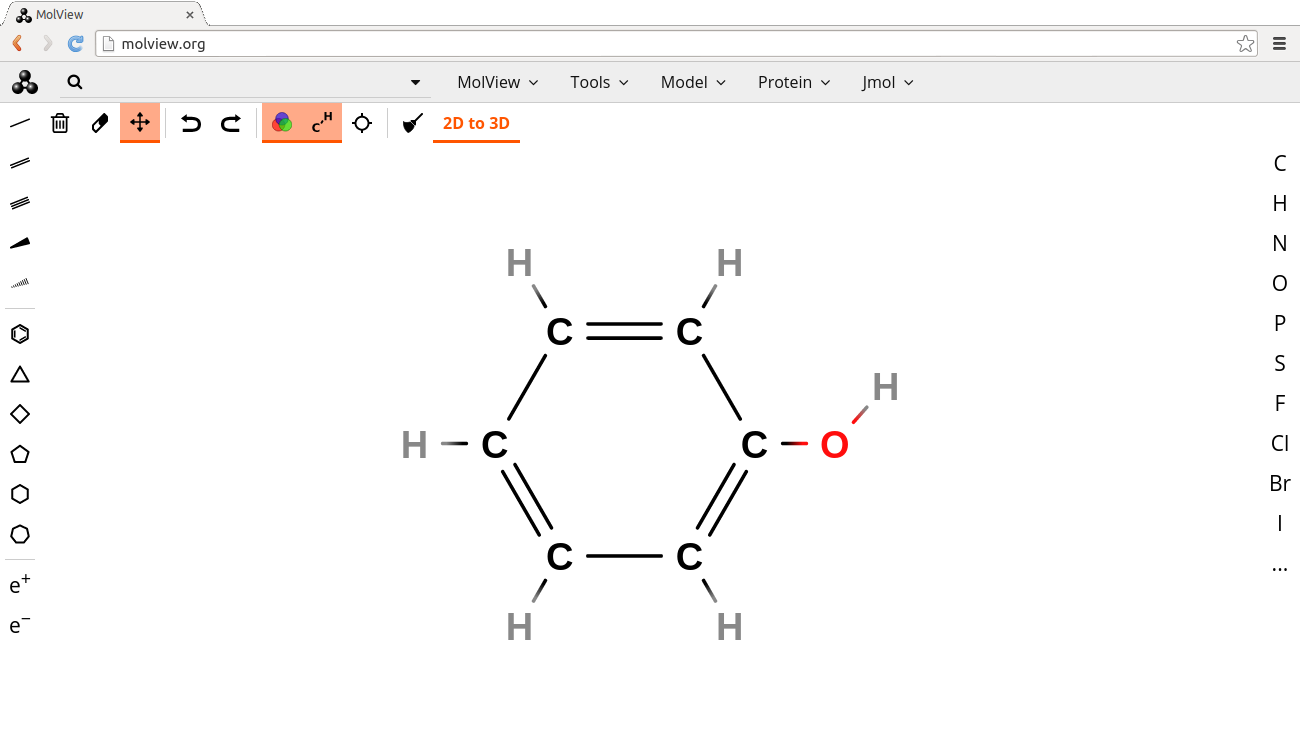 MolView
molview.org
MolView Tools Model Protein Jmol
C H 2D to 3D
C
H
N
O
P
S
F
Cl
Br
I
...
e+
e−
H H
C C
H
H C C O
C C
H H